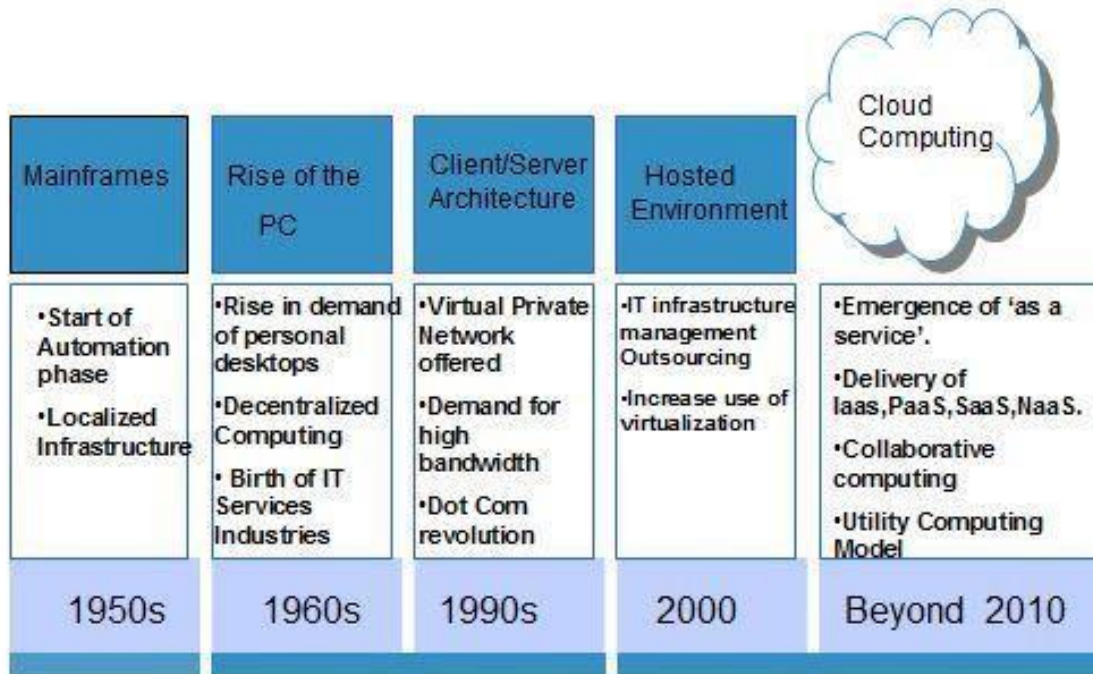 Mainframes
•Start of
Automation
phase
•Localized
Infrastructure
1950s
Rise of the
PC
•Rise in demand
of personal
desktops
•Decentralized
Computing
• Birth of IT
Services
Industries
1960s
Client/Server
Architecture
•Virtual Private
Network
offered
•Demand for
high
bandwidth
•Dot Com
revolution
1990s
Hosted
Environment
•IT infrastructure
management
Outsourcing
•Increase use of
virtualization
2000
Cloud
Computing
•Emergence of ‘as a
service’.
•Delivery of
Iaas,PaaS,SaaS,NaaS.
•Collaborative
computing
•Utility Computing
Model
Beyond 2010